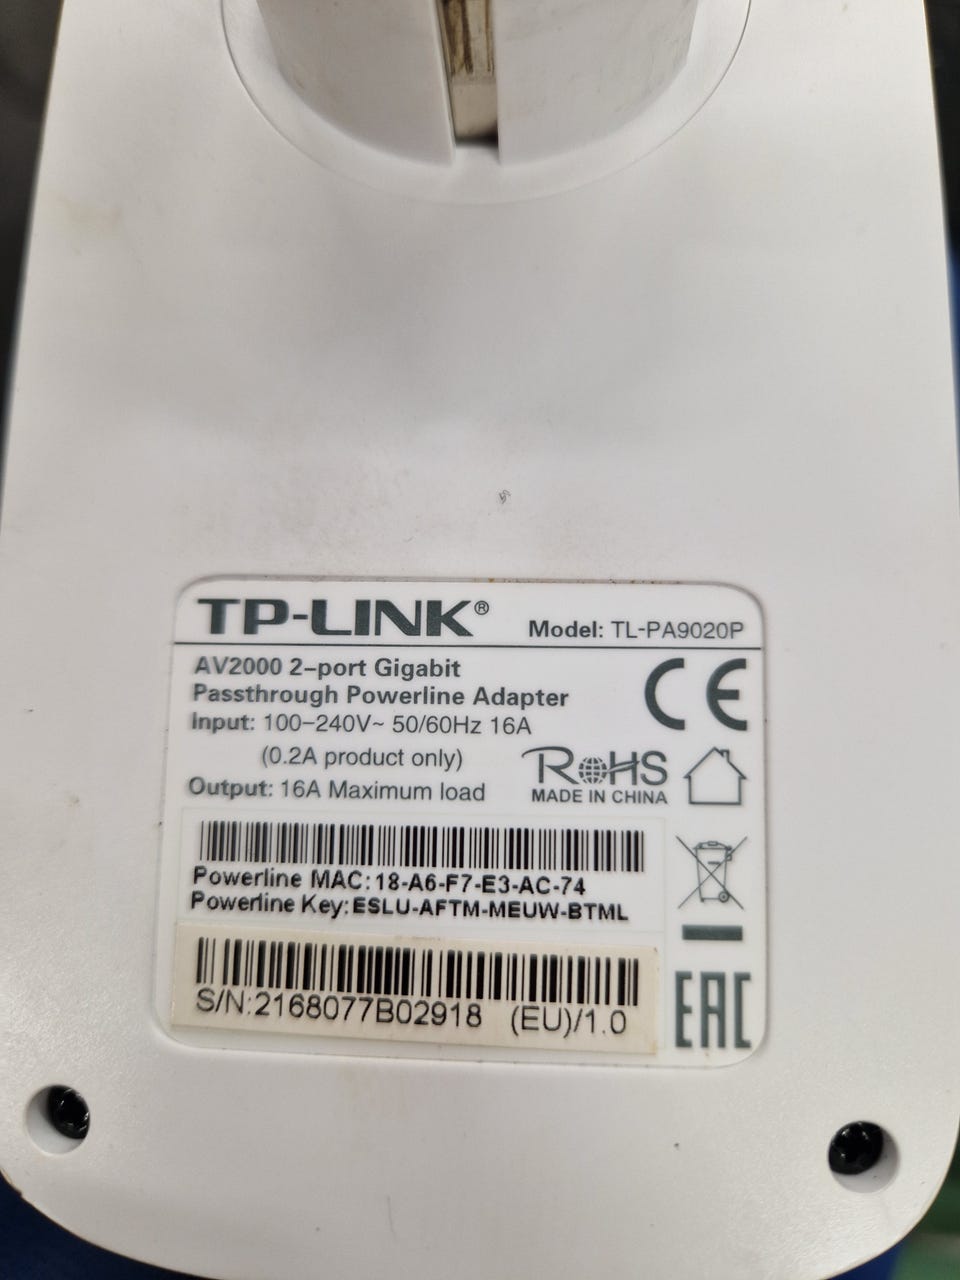 TP-LINK®
Model: TL-PA9020P
AV2000 2-port Gigabit
Passthrough Powerline Adapter
Input: 100-240V~ 50/60Hz 16A
(0.2A product only)
Output: 16A Maximum load
CE
RoHS
MADE IN CHINA
Powerline MAC:18-A6-F7-E3-AC-74
Powerline Key:ESLU-AFTM-MEUW-BTML
S/N:2168077B02918 (EU)/1.0
EAC